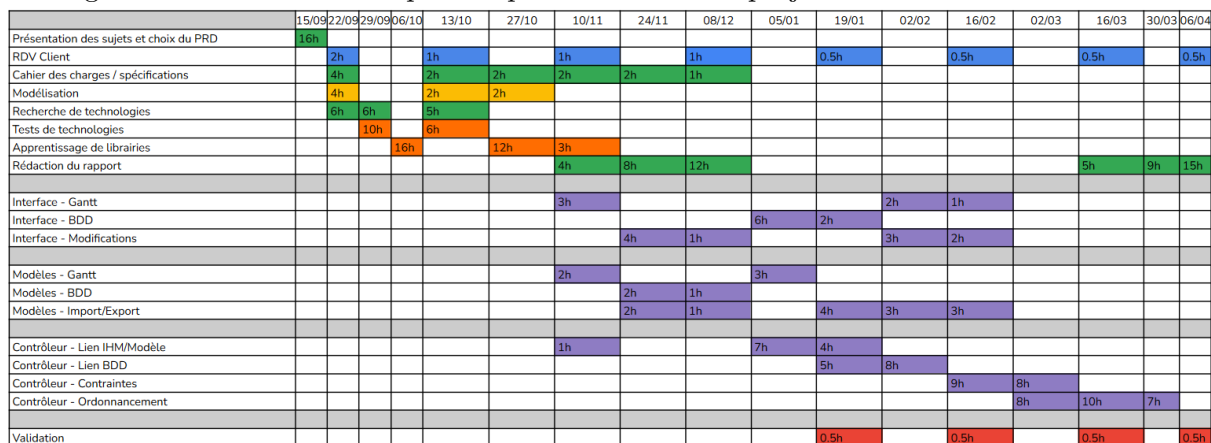 15/09 22/09 29/09 06/10 13/10 27/10 10/11 24/11 08/12 05/01 19/01 02/02 16/02 02/03 16/03 30/03 06/04
Présentation des sujets et choix du PRD 16h
RDV Client 2h 1h 1h 1h 0.5h 0.5h 0.5h 0.5h
Cahier des charges / spécifications 4h 2h 2h 2h 2h 1h
Modélisation 4h 2h 2h
Recherche de technologies 6h 6h 5h
Tests de technologies 10h 6h
Apprentissage de librairies 16h 12h 3h
Rédaction du rapport 4h 8h 12h 5h 9h 15h
Interface - Gantt 3h 2h 1h
Interface - BDD 6h 2h
Interface - Modifications 4h 1h 3h 2h
Modèles - Gantt 2h 3h
Modèles - BDD 2h 1h
Modèles - Import/Export 2h 1h 4h 3h 3h
Contrôleur - Lien IHM/Modèle 1h 7h 4h
Contrôleur - Lien BDD 5h 8h
Contrôleur - Contraintes 9h 8h
Contrôleur - Ordonnancement 8h 10h 7h
Validation 0.5h 0.5h 0.5h 0.5h